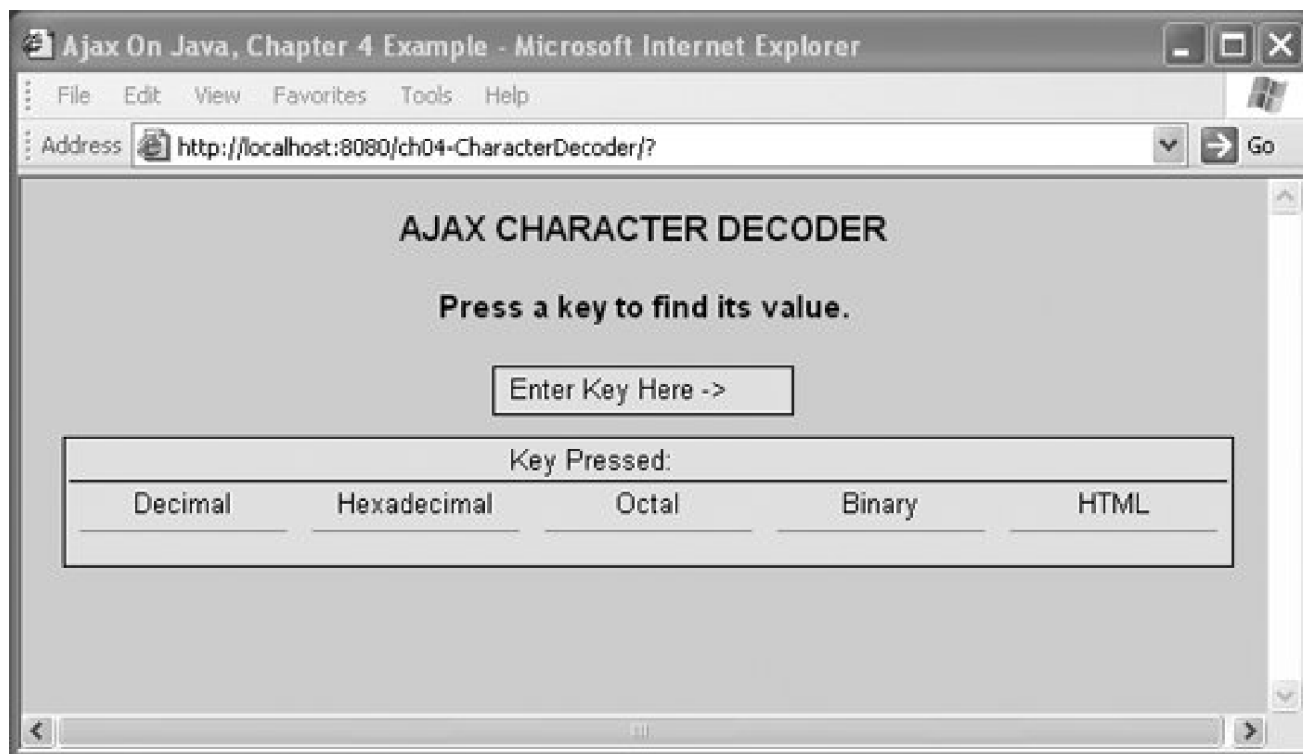 Ajax On Java, Chapter 4 Example - Microsoft Internet Explorer
File Edit View Favorites Tools Help
Address http://localhost:8080/ch04-CharacterDecoder/? Go
AJAX CHARACTER DECODER
Press a key to find its value.
Enter Key Here ->
Key Pressed:
Decimal Hexadecimal Octal Binary HTML